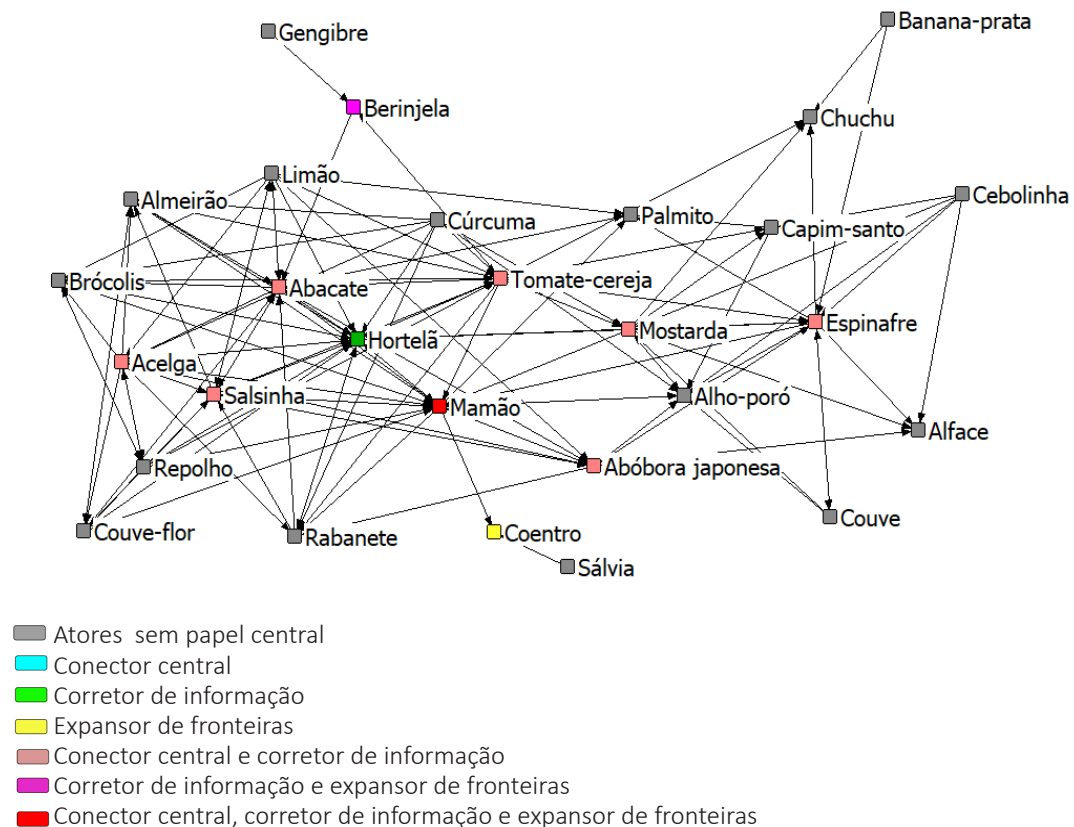 Banana-prata
Gengibre
Berinjela
Chuchu
Limão
Almeirão
Cebolinha
Cúrcuma
Palmito
Capim-santo
Brócolis
Abacate
Tomate-cereja
Mostarda
Espinafre
Hortelã
Acelga
Salsinha
Mamão
Alho-poró
Alface
Repolho
Abóbora japonesa
Couve-flor
Rabanete
Coentro
Couve
Sálvia
Atores sem papel central
Conector central
Corretor de informação
Expansor de fronteiras
Conector central e corretor de informação
Corretor de informação e expansor de fronteiras
Conector central, corretor de informação e expansor de fronteiras